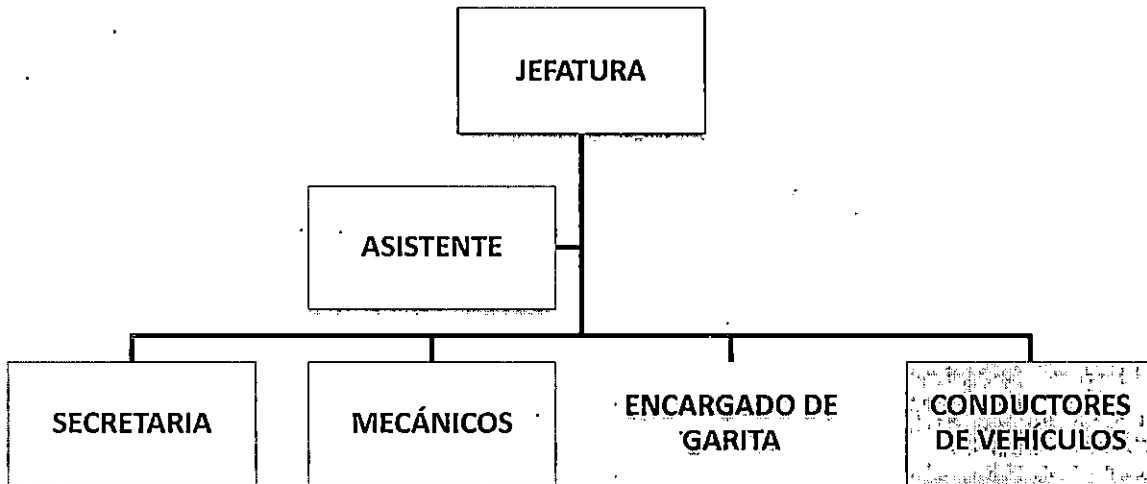 JEFATURA
ASISTENTE
SECRETARIA
MECÁNICOS
ENCARGADO DE
GARITA
CONDUCTORES
DE VEHÍCULOS